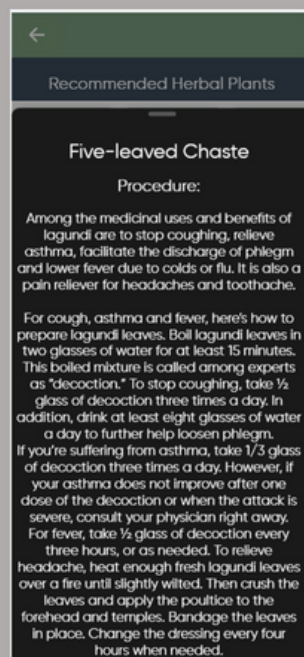 Recommended Herbal Plants
Five-leaved Chaste
Procedure:
Among the medicinal uses and benefits of
lagundi are to stop coughing, relieve
asthma, facilitate the discharge of phlegm
and lower fever due to colds or flu. It is also a
pain reliever for headaches and toothache.
For cough, asthma and fever, here's how to
prepare lagundi leaves. Boil lagundi leaves in
two glasses of water for at least 15 minutes.
This boiled mixture is called among experts
as "decoction." To stop coughing, take ½
glass of decoction three times a day. In
addition, drink at least eight glasses of water
a day to further help loosen phlegm.
If you're suffering from asthma, take 1/3 glass
of decoction three times a day. However, if
your asthma does not improve after one
dose of the decoction or when the attack is
severe, consult your physician right away.
For fever, take ½ glass of decoction every
three hours, or as needed. To relieve
headache, heat enough fresh lagundi leaves
over a fire until slightly wilted. Then crush the
leaves and apply the poultice to the
forehead and temples. Bandage the leaves
in place. Change the dressing every four
hours when needed.